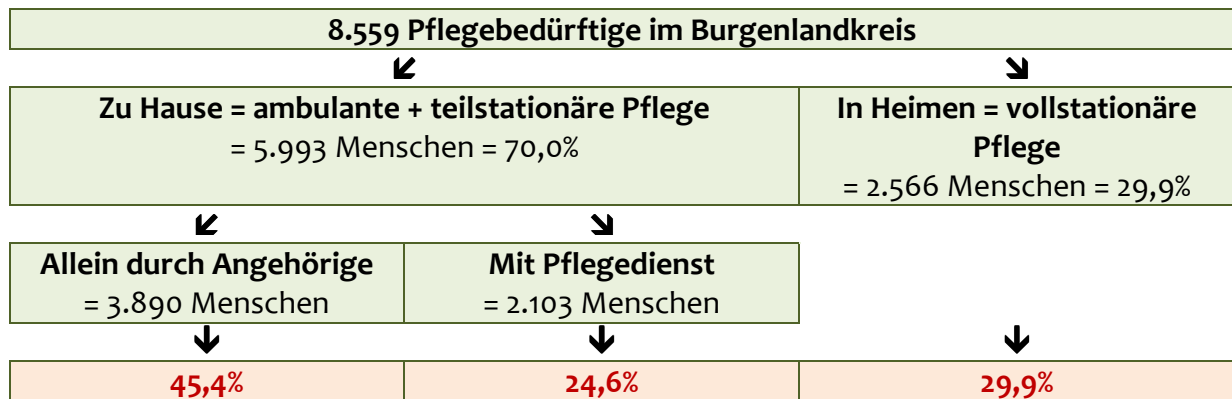 8.559 Pflegebedürftige im Burgenlandkreis
Zu Hause = ambulante + teilstationäre Pflege
= 5.993 Menschen = 70,0%
In Heimen = vollstationäre
Pflege
= 2.566 Menschen = 29,9%
Allein durch Angehörige
= 3.890 Menschen
Mit Pflegedienst
= 2.103 Menschen
45,4%
24,6%
29,9%